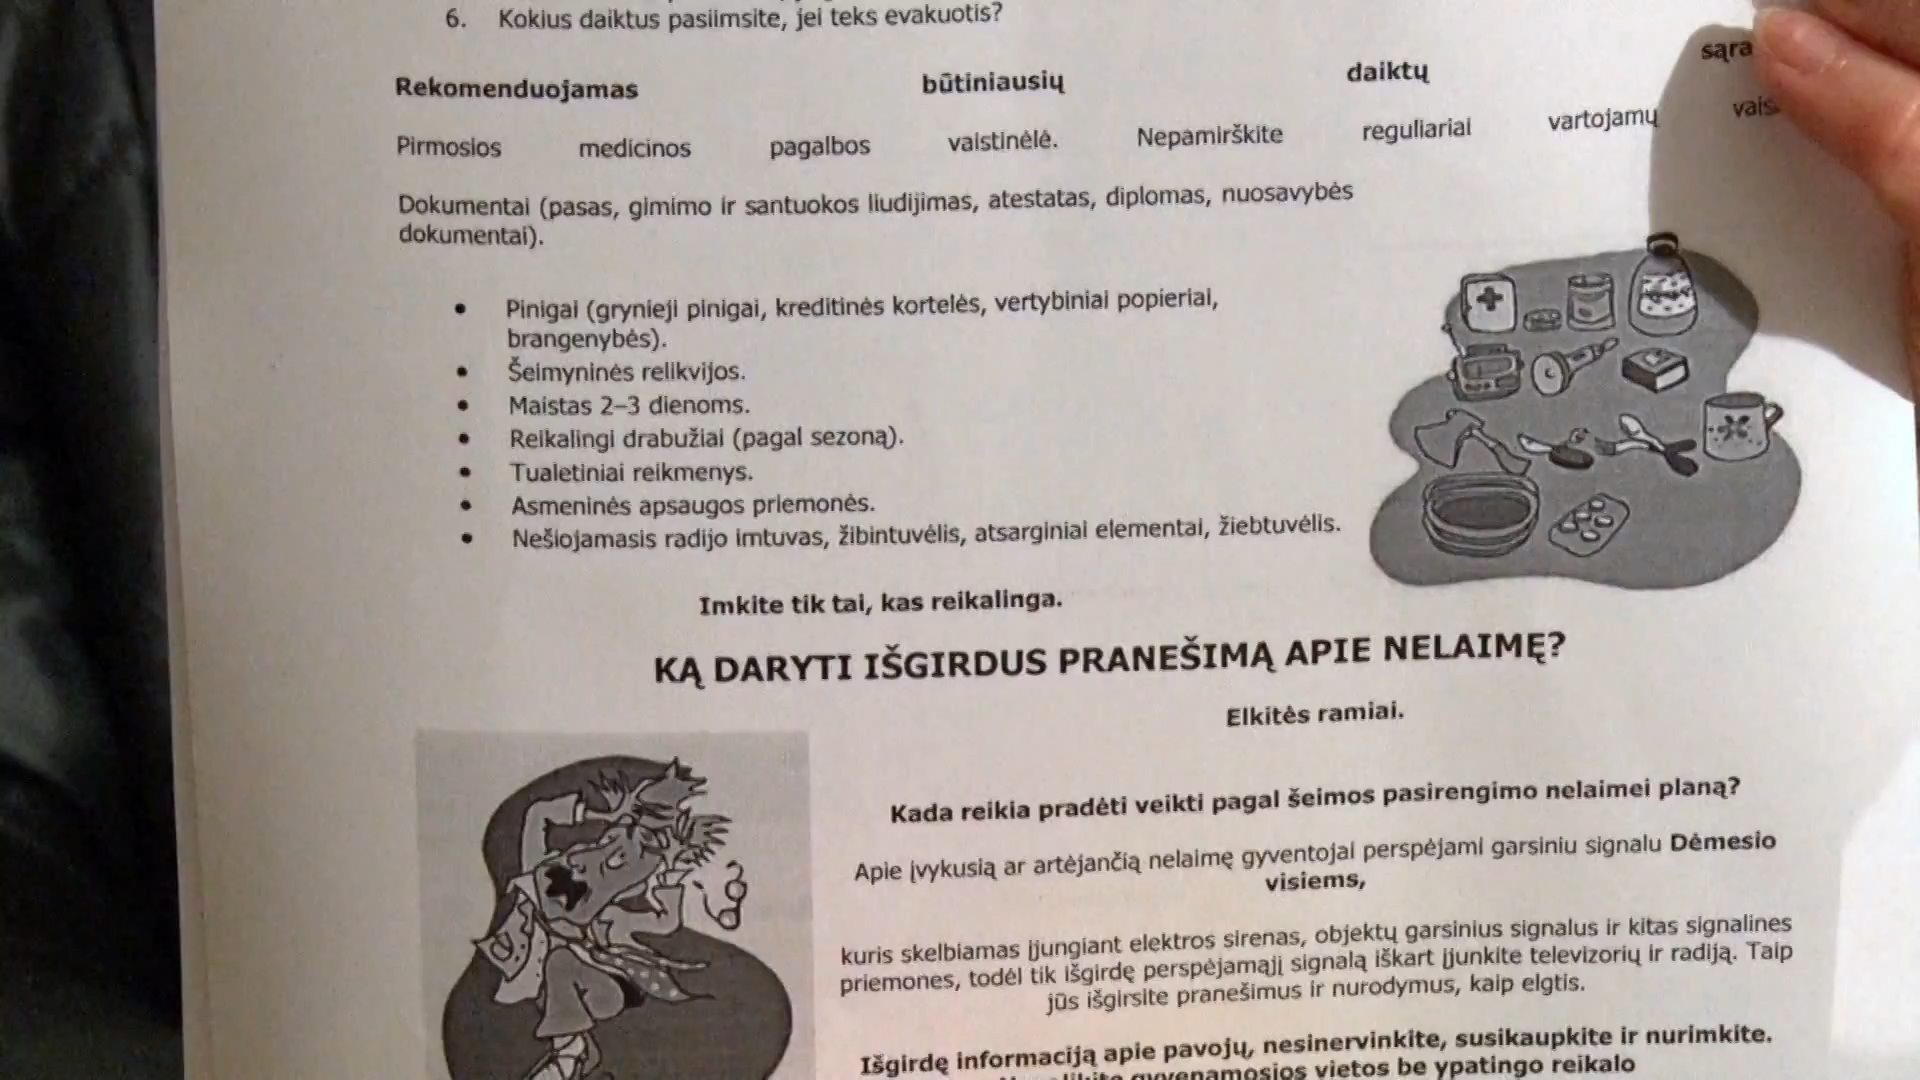 6. Kokius daiktus pasiimsite, jei teks evakuotis?
Rekomenduojamas būtiniausių daiktų
Pirmosios medicinos pagalbos vaistinėlė. Nepamirškite reguliariai vartojamų
Dokumentai (pasas, gimimo ir santuokos liudijimas, atestatas, diplomas, nuosavybės
dokumentai).
• Pinigai (grynieji pinigai, kreditinės kortelės, vertybiniai popieriai,
brangenybės).
• Šeimyninės relikvijos.
• Maistas 2–3 dienoms.
• Reikalingi drabužiai (pagal sezoną).
• Tualetiniai reikmenys.
• Asmeninės apsaugos priemonės.
• Nešiojamasis radijo imtuvas, žibintuvėlis, atsarginiai elementai, žiebtuvėlis.
Imkite tik tai, kas reikalinga.
KĄ DARYTI IŠGIRDUS PRANEŠIMĄ APIE NELAIMĘ?
Elkitės ramiai.
Kada reikia pradėti veikti pagal šeimos pasirengimo nelaimei planą?
Apie įvykusią ar artėjančią nelaimę gyventojai perspėjami garsiniu signalu Dėmesio
visiems,
kuris skelbiamas įjungiant elektros sirenas, objektų garsinius signalus ir kitas signalines
priemones, todėl tik išgirdę perspėjamąjį signalą iškart įjunkite televizorių ir radiją. Taip
jūs išgirsite pranešimus ir nurodymus, kaip elgtis.
Išgirdę informaciją apie pavojų, nesinervinkite, susikaupkite ir nurimkite.
gyvenamosios vietos be ypatingo reikalo